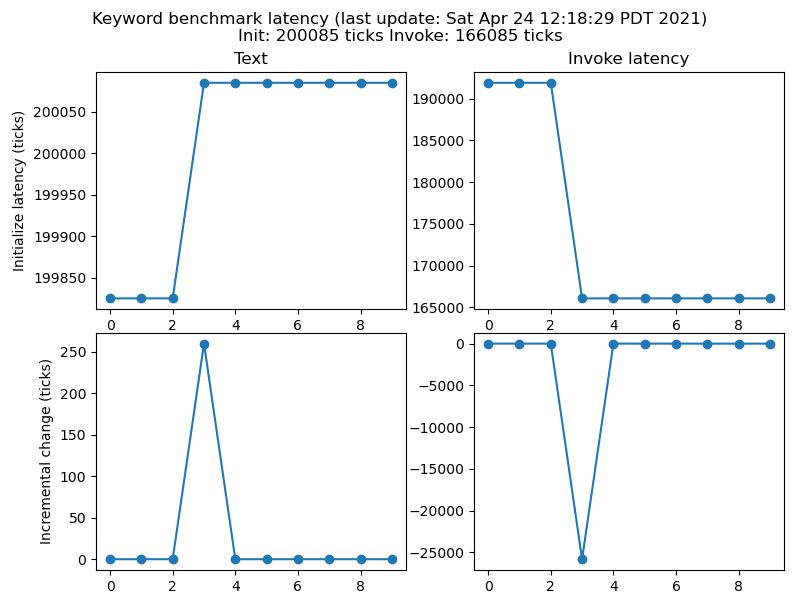 Keyword benchmark latency (last update: Sat Apr 24 12:18:29 PDT 2021)
Init: 200085 ticks Invoke: 166085 ticks
Text
Invoke latency
Initialize latency (ticks)
200050
200000
199950
199900
199850
0 2 4 6 8
190000
185000
180000
175000
170000
165000
0 2 4 6 8
Incremental change (ticks)
250
200
150
100
50
0
0 2 4 6 8
0
−5000
−10000
−15000
−20000
−25000
0 2 4 6 8